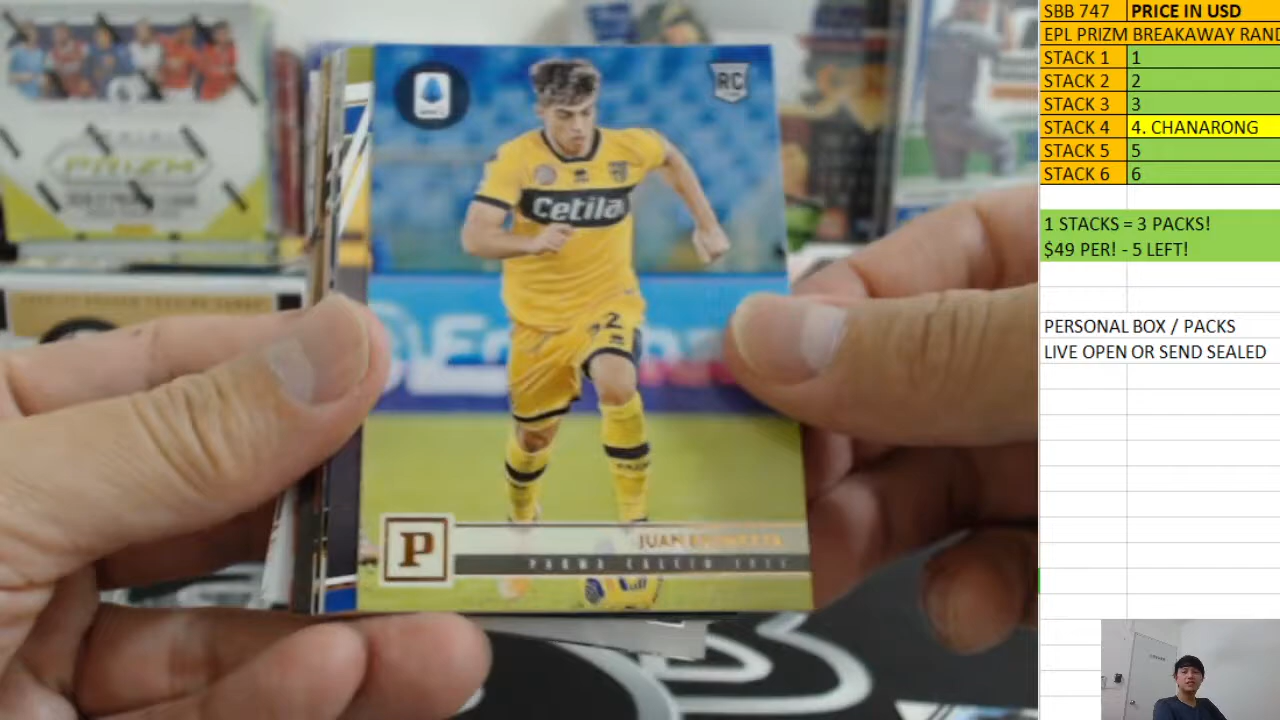 SBB 747 PRICE IN USD
EPL PRIZM BREAKAWAY RAND
STACK 1 1
STACK 2 2
STACK 3 3
STACK 4 4. CHANARONG
STACK 5 5
STACK 6 6
1 STACKS = 3 PACKS!
$49 PER! - 5 LEFT!
PERSONAL BOX / PACKS
LIVE OPEN OR SEND SEALED
PRIZM
RC
Cetila
22
P
JUAN
PARMA CALCIO